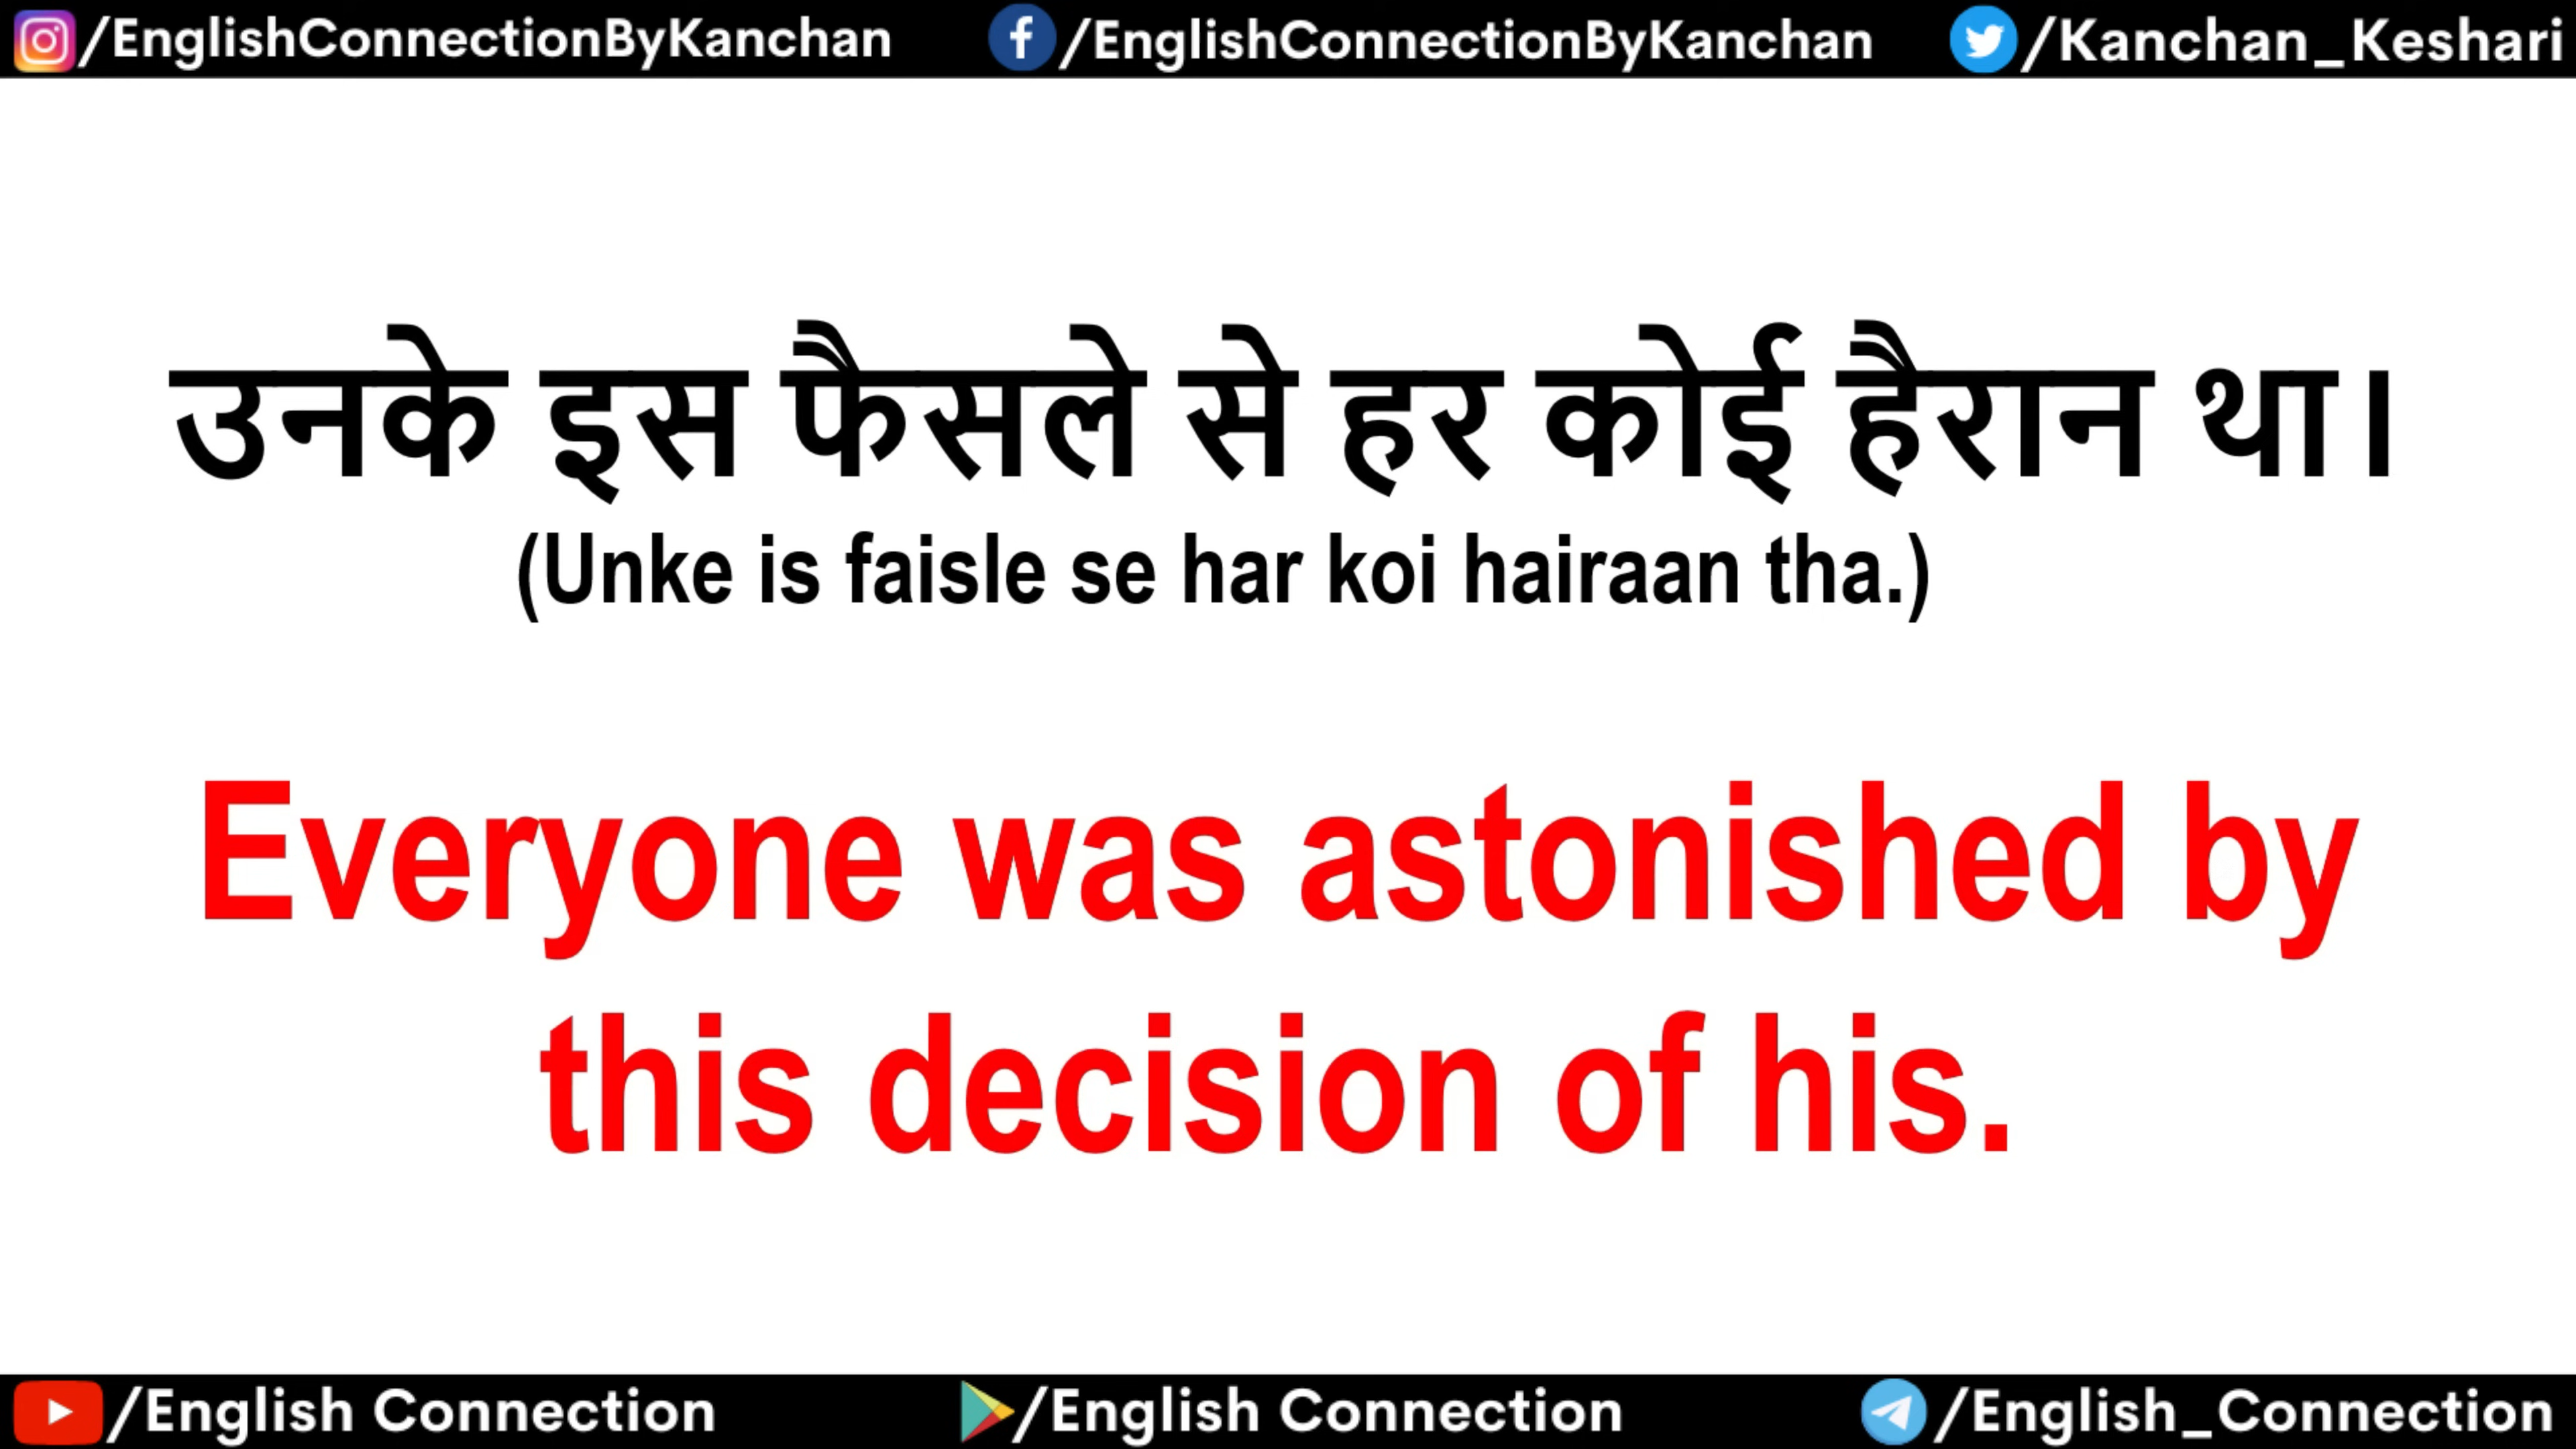 /EnglishConnectionByKanchan /EnglishConnectionByKanchan /Kanchan_Keshari
उनके इस फैसले से हर कोई हैरान था।
(Unke is faisle se har koi hairaan tha.)
Everyone was astonished by
this decision of his.
/English Connection /English Connection /English_Connection